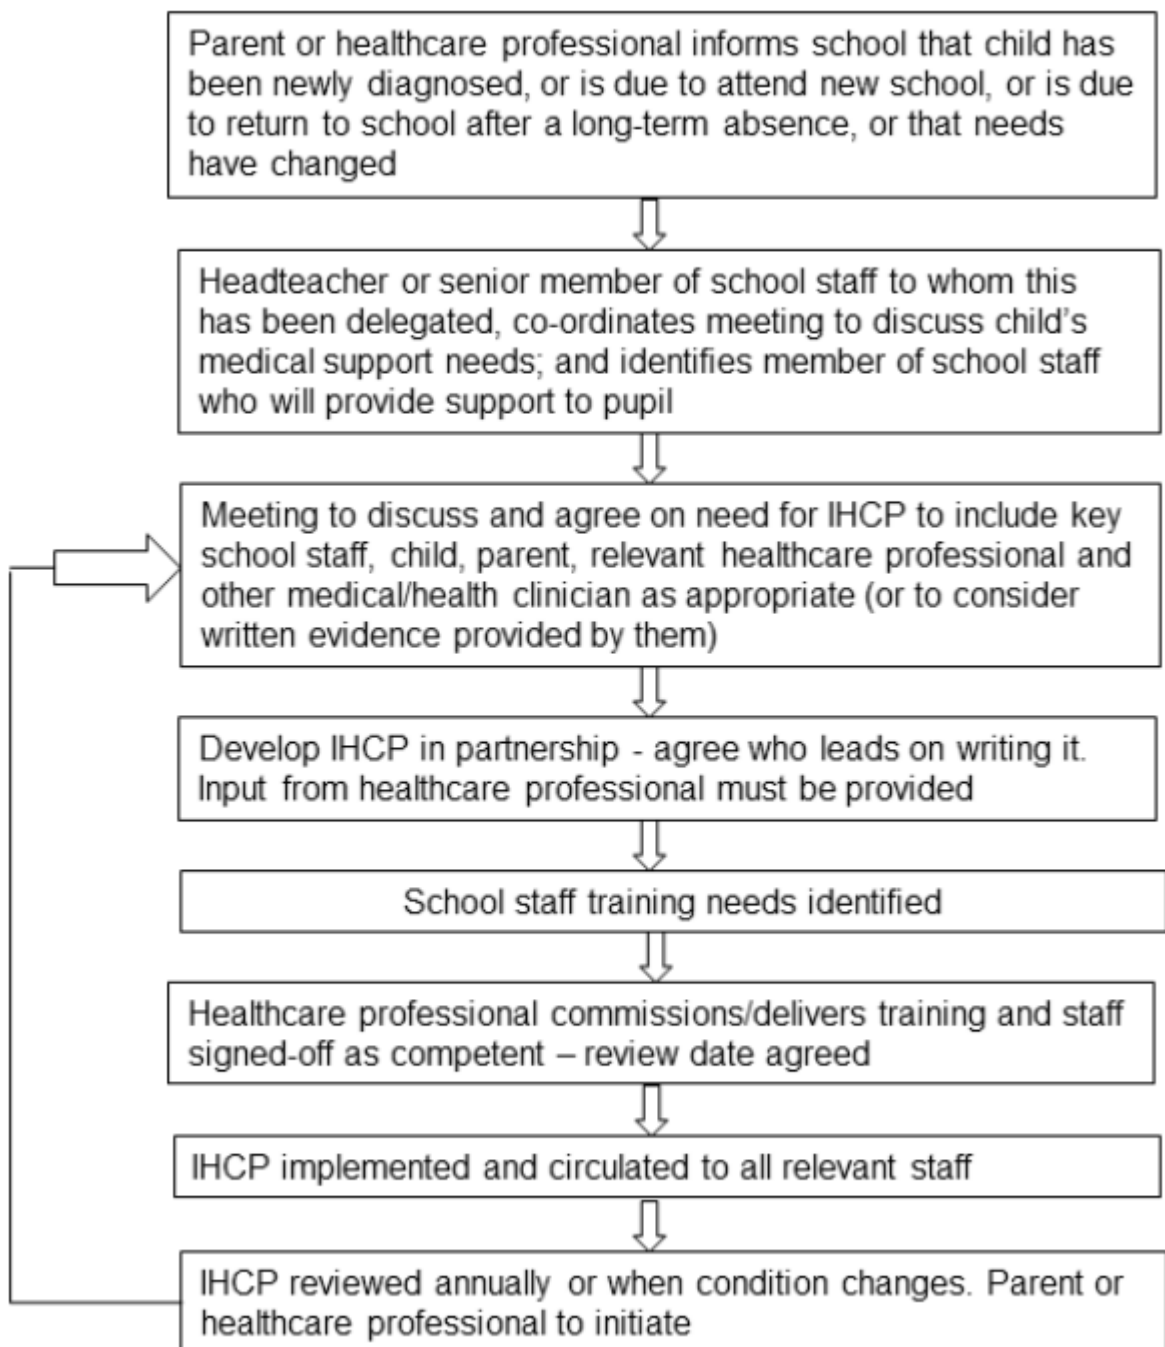 Parent or healthcare professional informs school that child has
been newly diagnosed, or is due to attend new school, or is due
to return to school after a long-term absence, or that needs
have changed
Headteacher or senior member of school staff to whom this
has been delegated, co-ordinates meeting to discuss child's
medical support needs; and identifies member of school staff
who will provide support to pupil
Meeting to discuss and agree on need for IHCP to include key
school staff, child, parent, relevant healthcare professional and
other medical/health clinician as appropriate (or to consider
written evidence provided by them)
Develop IHCP in partnership - agree who leads on writing it.
Input from healthcare professional must be provided
School staff training needs identified
Healthcare professional commissions/delivers training and staff
signed-off as competent – review date agreed
IHCP implemented and circulated to all relevant staff
IHCP reviewed annually or when condition changes. Parent or
healthcare professional to initiate